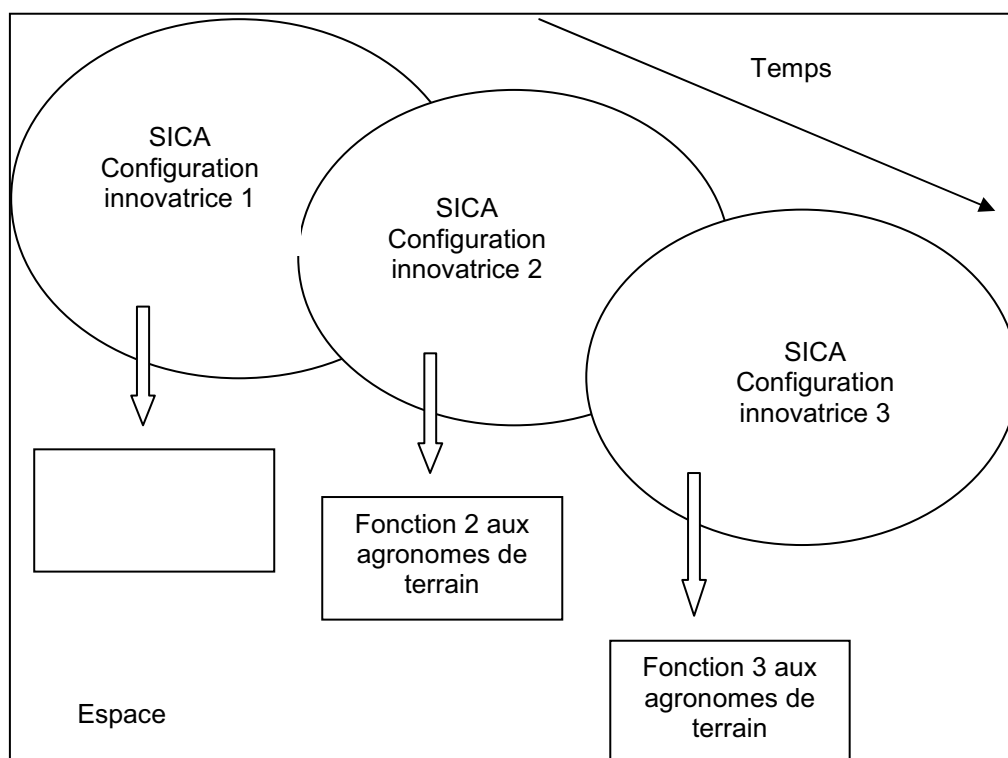 Temps
SICA
Configuration
innovatrice 1
SICA
Configuration
innovatrice 2
SICA
Configuration
innovatrice 3
Fonction 2 aux
agronomes de
terrain
Fonction 3 aux
agronomes de
terrain
Espace